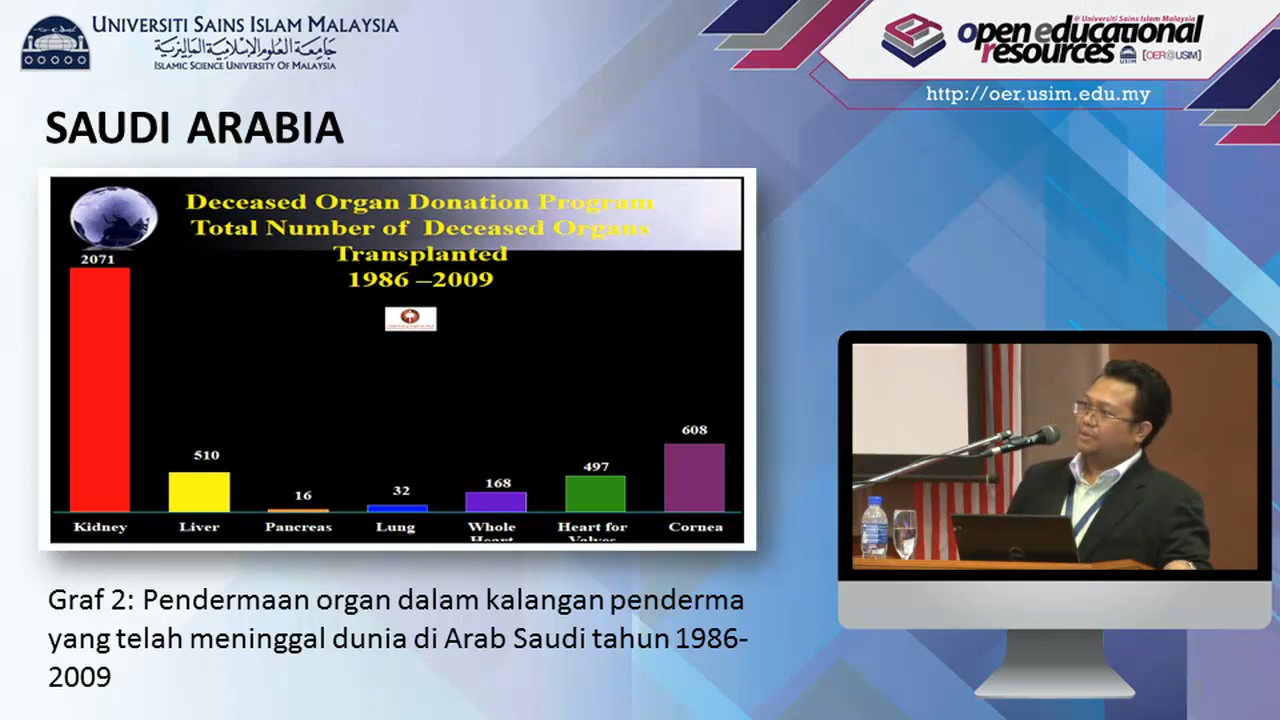 UNIVERSITI SAINS ISLAM MALAYSIA
جامعة العلوم الإسلامية الماليزية
ISLAMIC SCIENCE UNIVERSITY OF MALAYSIA
@ Universiti Sains Islam Malaysia
open educational
resources
USIM
[OER@USIM]
http://oer.usim.edu.my
SAUDI ARABIA
Deceased Organ Donation Program
Total Number of Deceased Organs
Transplanted
1986 –2009
2071
510
16
32
168
497
608
Kidney
Liver
Pancreas
Lung
Whole
Heart
Heart for
Valves
Cornea
Graf 2: Pendermaan organ dalam kalangan penderma
yang telah meninggal dunia di Arab Saudi tahun 1986-
2009